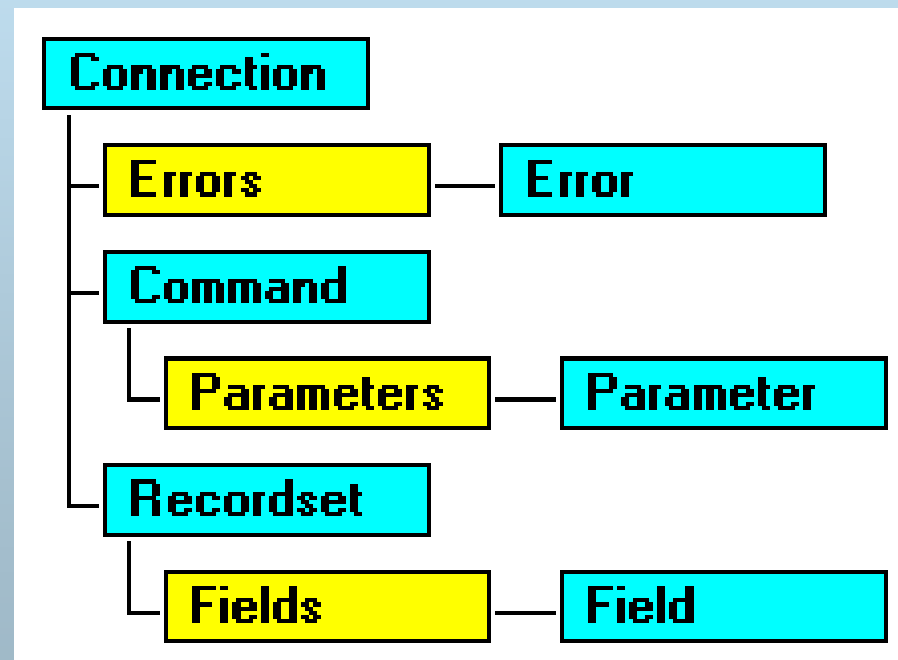 Connection
Errors
Error
Command
Parameters
Parameter
Recordset
Fields
Field